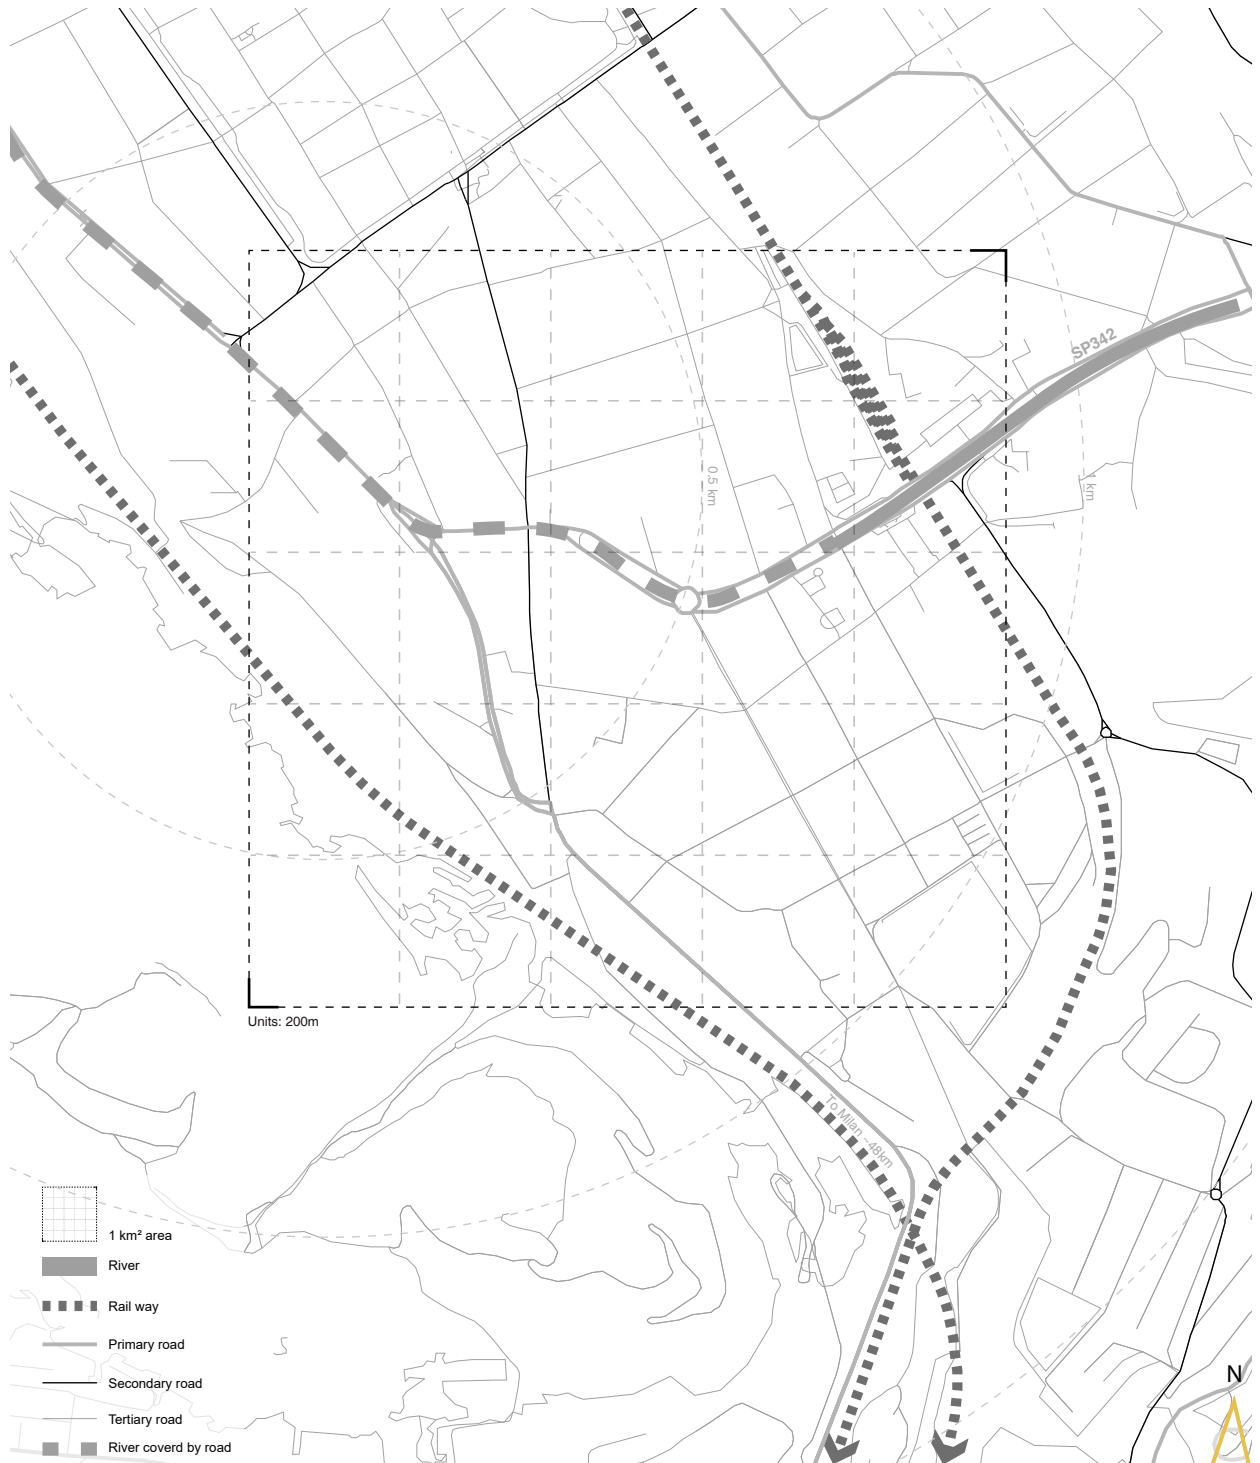 SP342
0.5 km
1 km
Units: 200m
To Milan ~48km
1 km² area
River
Rail way
Primary road
Secondary road
Tertiary road
River coverd by road
N